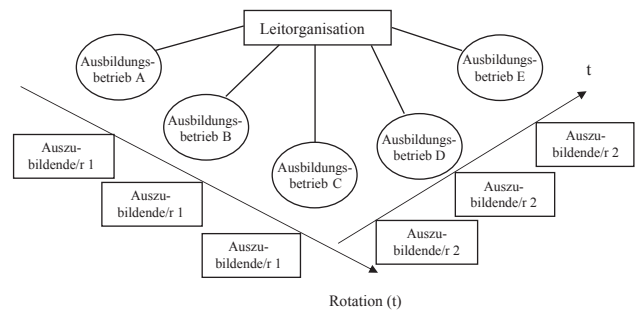 Leitorganisation
Ausbildungs-
betrieb A
Ausbildungs-
betrieb E
t
Ausbildungs-
betrieb B
Ausbildungs-
betrieb D
Ausbildungs-
betrieb C
Auszu-
bildende/r 1
Auszu-
bildende/r 1
Auszu-
bildende/r 1
Auszu-
bildende/r 2
Auszu-
bildende/r 2
Auszu-
bildende/r 2
Rotation (t)